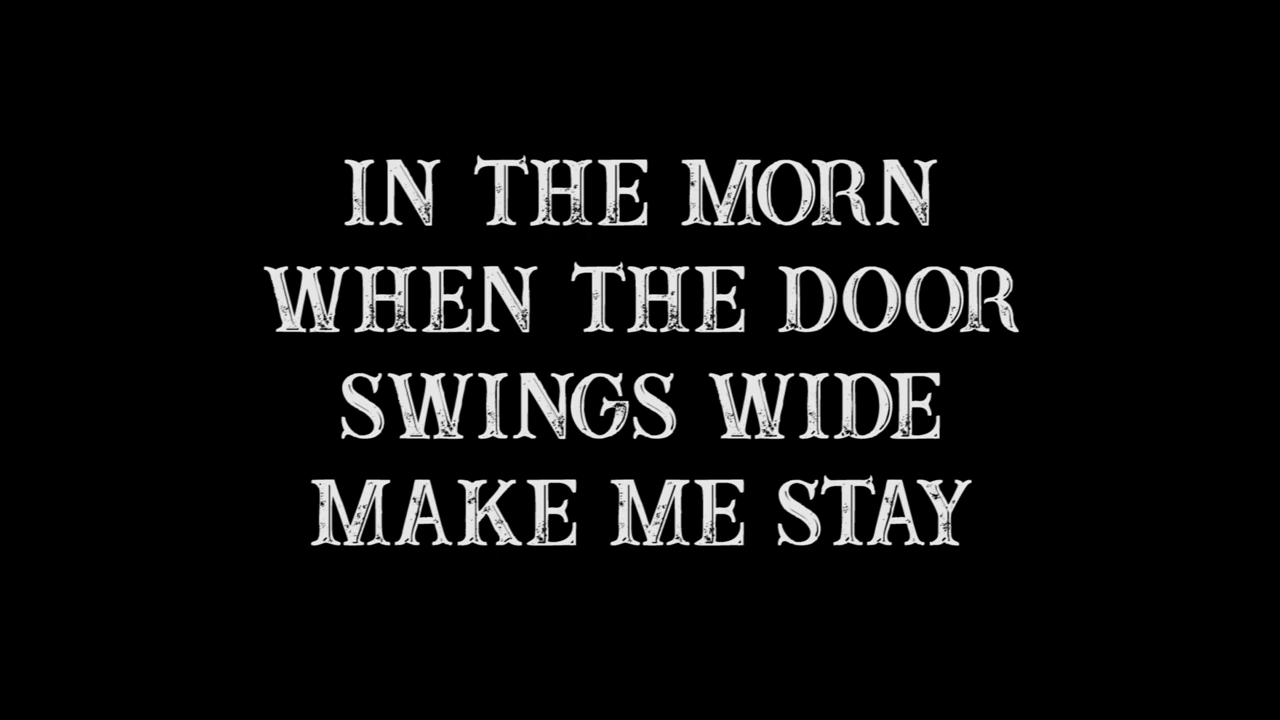 IN THE MORN
WHEN THE DOOR
SWINGS WIDE
MAKE ME STAY